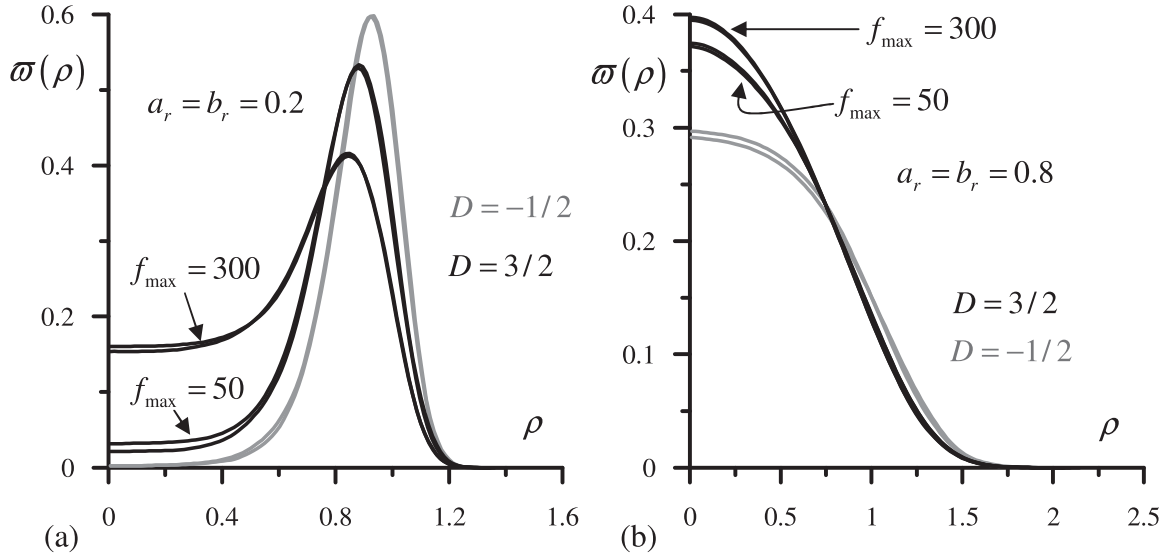 0.6
ϖ(ρ)
a_r = b_r = 0.2
0.4
D = −1/2
D = 3/2
f_max = 300
0.2
f_max = 50
ρ
0
0 0.4 0.8 1.2 1.6
(a)
0.4
f_max = 300
ϖ(ρ)
f_max = 50
0.3
a_r = b_r = 0.8
0.2
D = 3/2
D = −1/2
0.1
ρ
0
0 0.5 1 1.5 2 2.5
(b)